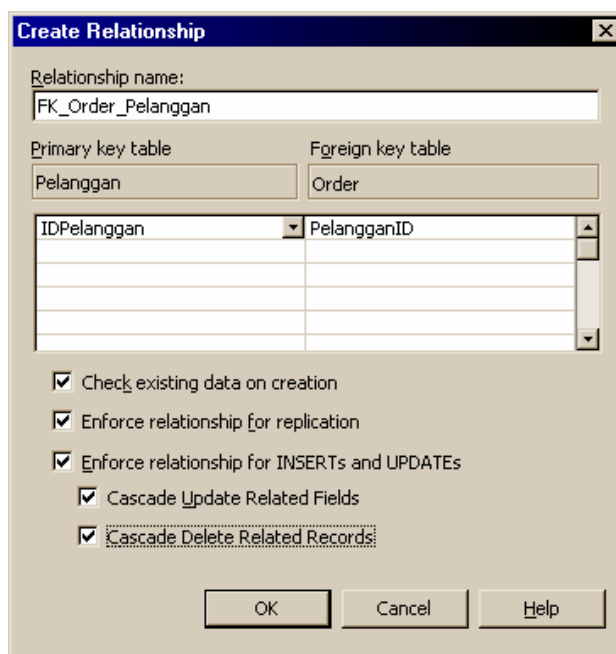 Create Relationship
Relationship name:
FK_Order_Pelanggan
Primary key table Foreign key table
Pelanggan Order
IDPelanggan PelangganID
Check existing data on creation
Enforce relationship for replication
Enforce relationship for INSERTs and UPDATEs
Cascade Update Related Fields
Cascade Delete Related Records
OK Cancel Help